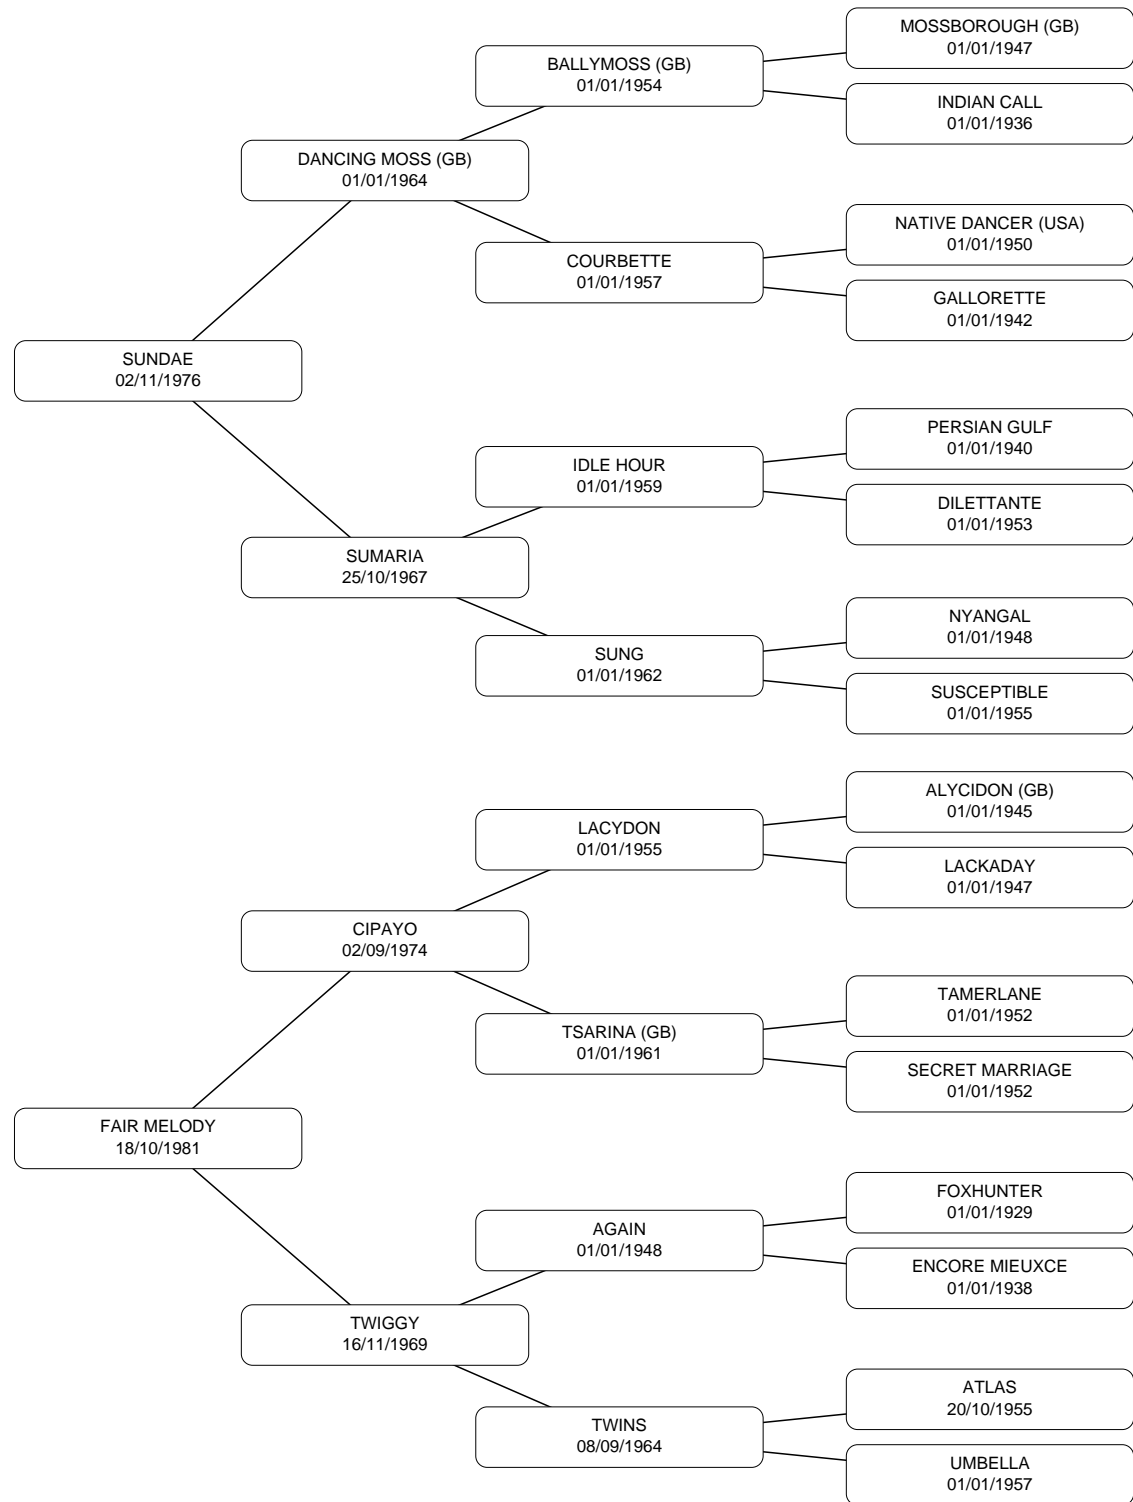 MOSSBOROUGH (GB)
01/01/1947
BALLYMOSS (GB)
01/01/1954
INDIAN CALL
01/01/1936
DANCING MOSS (GB)
01/01/1964
NATIVE DANCER (USA)
01/01/1950
COURBETTE
01/01/1957
GALLORETTE
01/01/1942
SUNDAE
02/11/1976
PERSIAN GULF
01/01/1940
IDLE HOUR
01/01/1959
DILETTANTE
01/01/1953
SUMARIA
25/10/1967
NYANGAL
01/01/1948
SUNG
01/01/1962
SUSCEPTIBLE
01/01/1955
ALYCIDON (GB)
01/01/1945
LACYDON
01/01/1955
LACKADAY
01/01/1947
CIPAYO
02/09/1974
TAMERLANE
01/01/1952
TSARINA (GB)
01/01/1961
SECRET MARRIAGE
01/01/1952
FAIR MELODY
18/10/1981
FOXHUNTER
01/01/1929
AGAIN
01/01/1948
ENCORE MIEUXCE
01/01/1938
TWIGGY
16/11/1969
ATLAS
20/10/1955
TWINS
08/09/1964
UMBELLA
01/01/1957